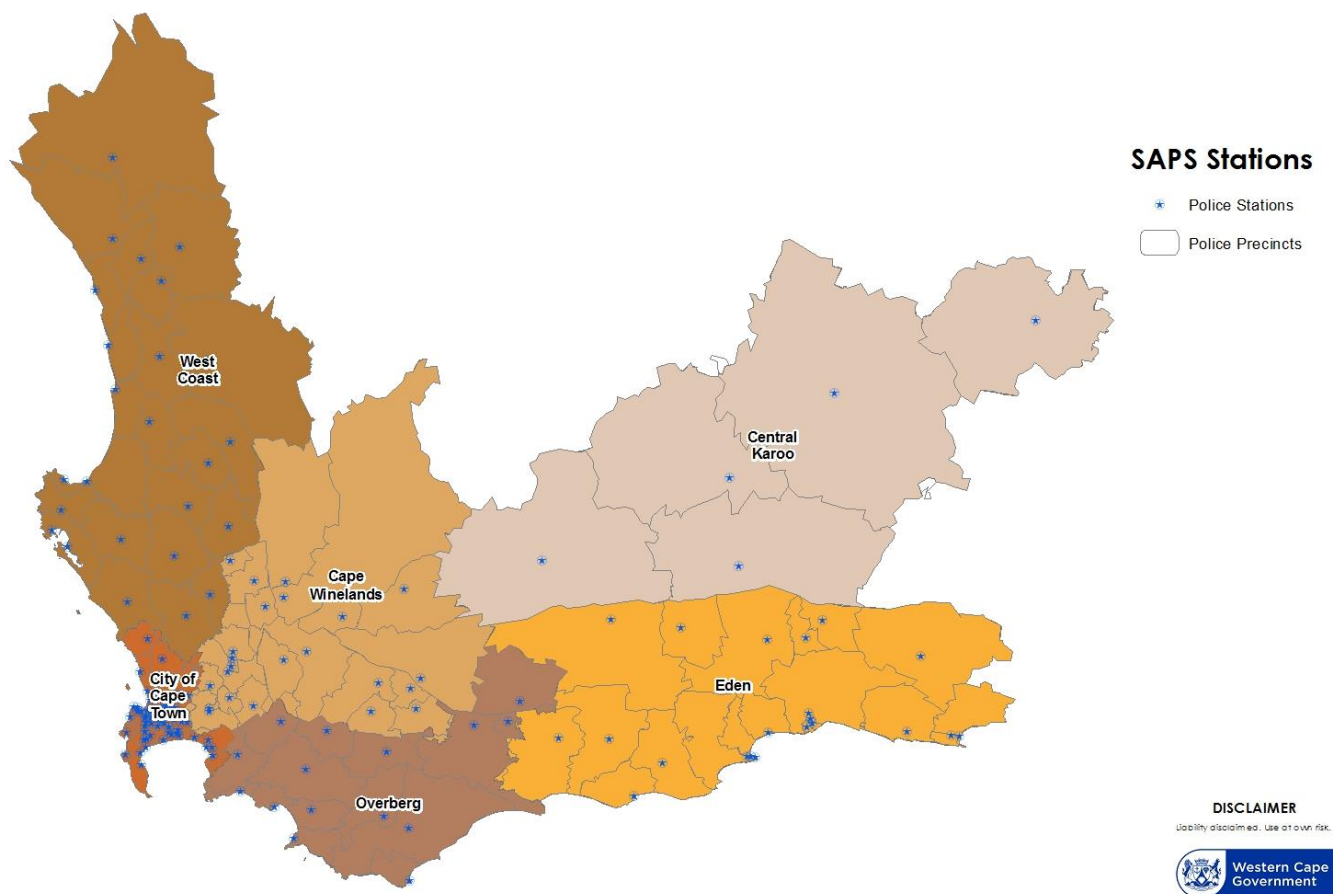 SAPS Stations
Police Stations
Police Precincts
West
Coast
Central
Karoo
Cape
Winelands
City of
Cape
Town
Eden
Overberg
DISCLAIMER
Liability disclaimed. Use at own risk.
Western Cape
Government